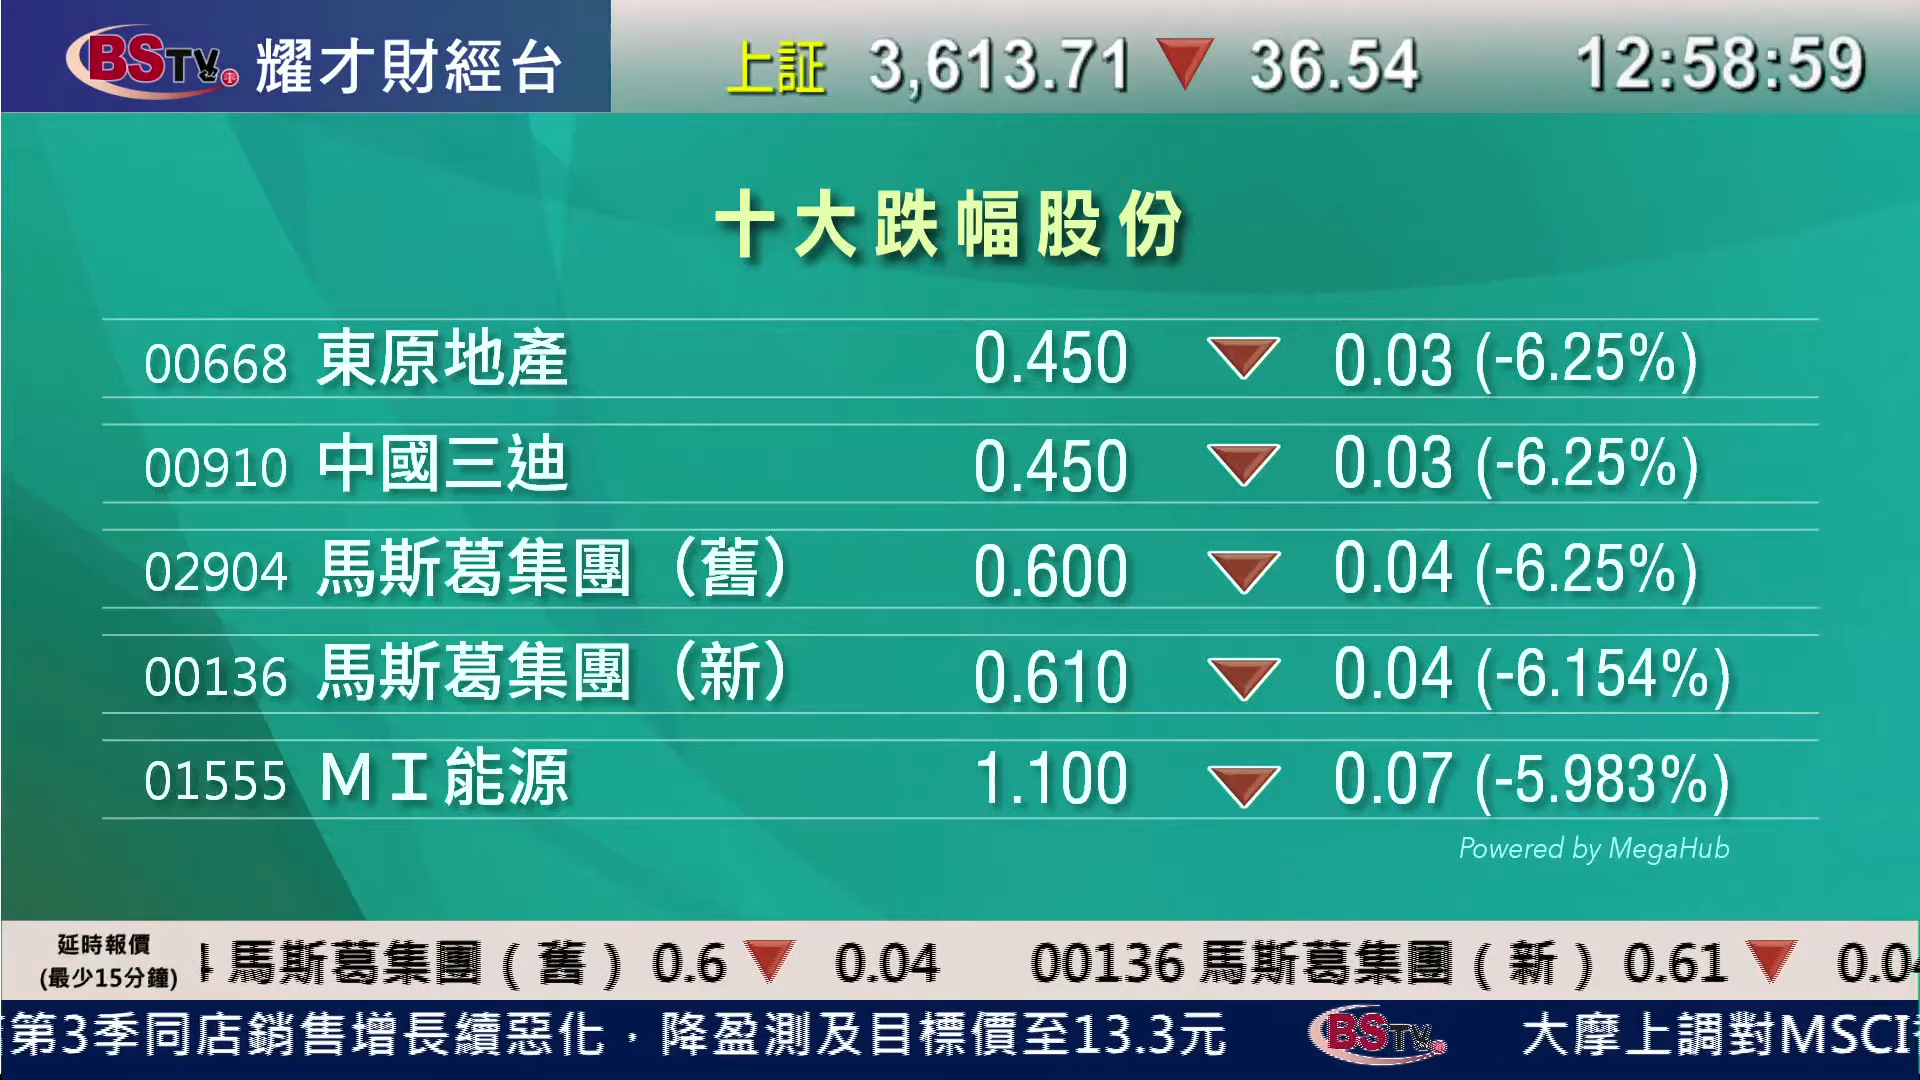 BSTV 耀才財經台 上証 3,613.71 ▼ 36.54 12:58:59
十大跌幅股份
00668 東原地產 0.450 ▼ 0.03 (-6.25%)
00910 中國三迪 0.450 ▼ 0.03 (-6.25%)
02904 馬斯葛集團（舊） 0.600 ▼ 0.04 (-6.25%)
00136 馬斯葛集團（新） 0.610 ▼ 0.04 (-6.154%)
01555 ＭＩ能源 1.100 ▼ 0.07 (-5.983%)
Powered by MegaHub
延時報價
(最少15分鐘)
馬斯葛集團（舊） 0.6 ▼ 0.04 00136 馬斯葛集團（新） 0.61 ▼ 0.04
第3季同店銷售增長續惡化，降盈測及目標價至13.3元 BSTV 大摩上調對MSCI